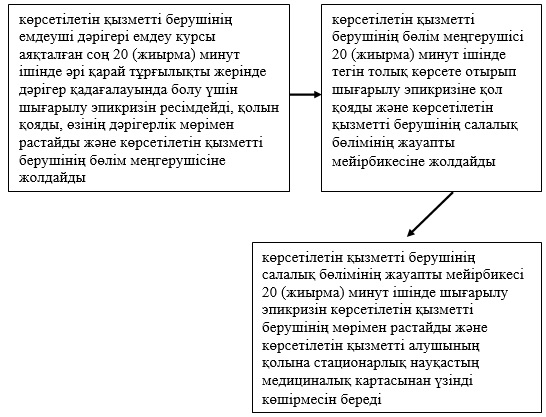 көрсетілетін қызметті берушінің
емдеуші дәрігері емдеу курсы
аяқталған соң 20 (жиырма) минут
ішінде әрі қарай тұрғылықты жерінде
дәрігер қадағалауында болу үшін
шығарылу эпикризін ресімдейді, қолын
қояды, өзінің дәрігерлік мөрімен
растайды және көрсетілетін қызметті
берушінің бөлім меңгерушісіне
жолдайды
көрсетілетін қызметті
берушінің бөлім меңгерушісі
20 (жиырма) минут ішінде
тегін толық көрсете отырып
шығарылу эпикризіне қол
қояды және көрсетілетін
қызметті берушінің салалық
бөлімінің жауапты
мейірбикесіне жолдайды
көрсетілетін қызметті берушінің
салалық бөлімінің жауапты мейірбикесі
20 (жиырма) минут ішінде шығарылу
эпикризін көрсетілетін қызметті
берушінің мөрімен растайды және
көрсетілетін қызметті алушының
қолына стационарлық науқастың
медициналық картасынан үзінді
көшірмесін береді